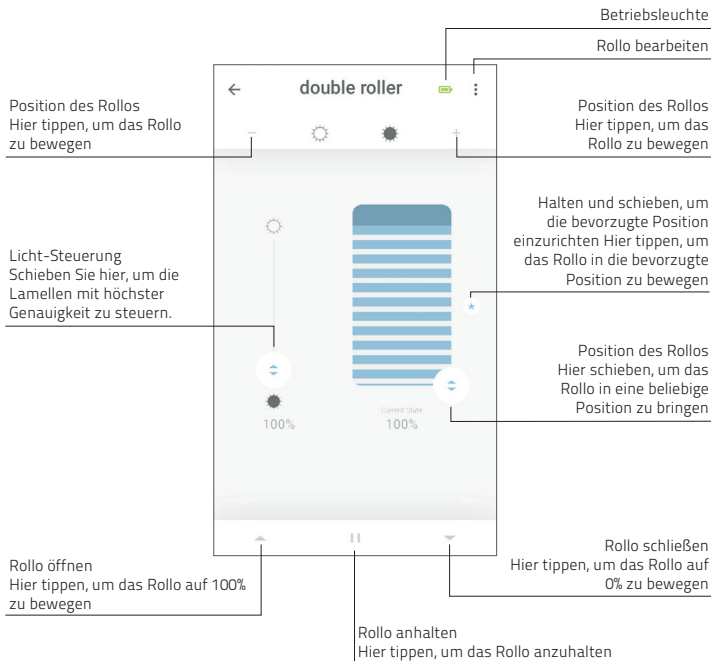 Betriebsleuchte
Rollo bearbeiten
double roller
Position des Rollos
Hier tippen, um das Rollo
zu bewegen
Position des Rollos
Hier tippen, um das
Rollo zu bewegen
Halten und schieben, um
die bevorzugte Position
einzurichten Hier tippen, um
das Rollo in die bevorzugte
Position zu bewegen
Licht-Steuerung
Schieben Sie hier, um die
Lamellen mit höchster
Genauigkeit zu steuern.
Position des Rollos
Hier schieben, um das
Rollo in eine beliebige
Position zu bringen
Current State
100%
100%
Rollo öffnen
Hier tippen, um das Rollo auf 100%
zu bewegen
Rollo schließen
Hier tippen, um das Rollo auf
0% zu bewegen
Rollo anhalten
Hier tippen, um das Rollo anzuhalten